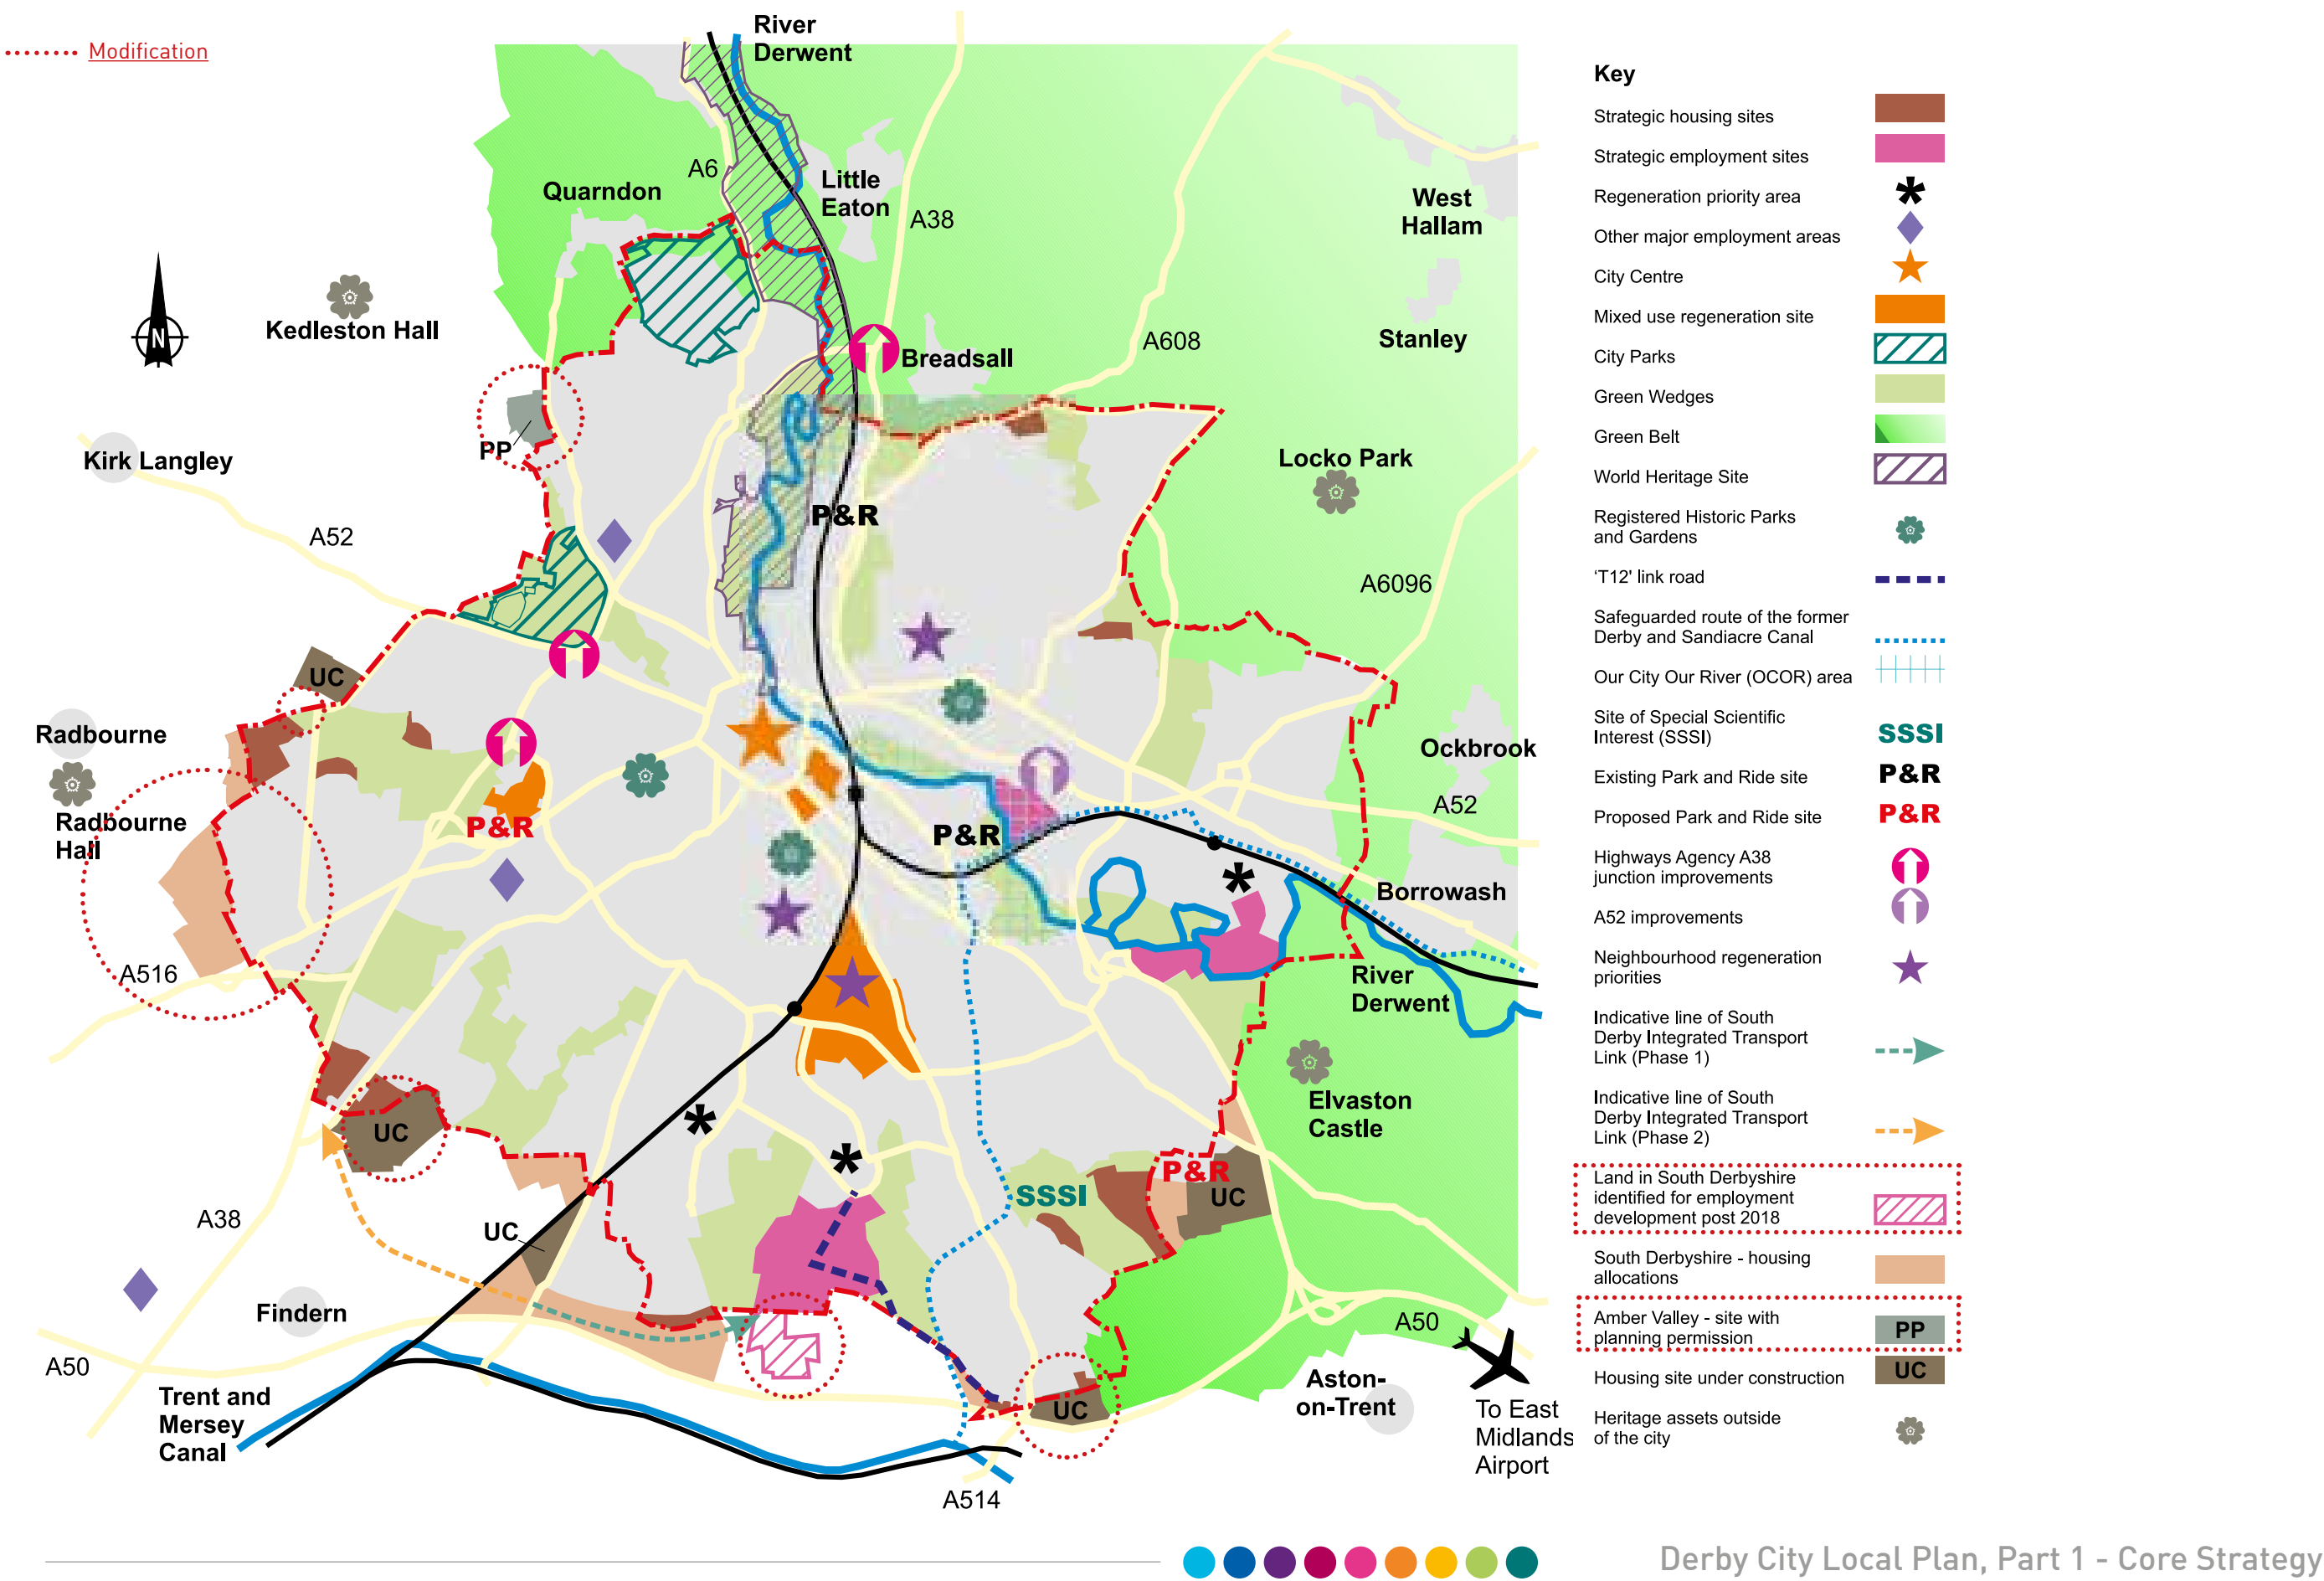 Modification
River
Derwent
A6
Quarndon
Little
Eaton
A38
West
Hallam
N
Kedleston Hall
Breadsall
A608
Stanley
PP
Kirk Langley
Locko Park
P&R
A52
A6096
UC
Radbourne
Ockbrook
Radbourne
Hall
P&R
P&R
A52
Borrowash
A516
River
Derwent
Elvaston
Castle
UC
P&R
SSSI
UC
A38
UC
Findern
A50
A50
Trent and
Mersey
Canal
UC
Aston-
on-Trent
To East
Midlands
Airport
A514
Key
Strategic housing sites
Strategic employment sites
Regeneration priority area
Other major employment areas
City Centre
Mixed use regeneration site
City Parks
Green Wedges
Green Belt
World Heritage Site
Registered Historic Parks
and Gardens
‘T12' link road
Safeguarded route of the former
Derby and Sandiacre Canal
Our City Our River (OCOR) area
Site of Special Scientific
Interest (SSSI)
SSSI
Existing Park and Ride site
P&R
Proposed Park and Ride site
P&R
Highways Agency A38
junction improvements
A52 improvements
Neighbourhood regeneration
priorities
Indicative line of South
Derby Integrated Transport
Link (Phase 1)
Indicative line of South
Derby Integrated Transport
Link (Phase 2)
Land in South Derbyshire
identified for employment
development post 2018
South Derbyshire - housing
allocations
Amber Valley - site with
planning permission
PP
Housing site under construction
UC
Heritage assets outside
of the city
Derby City Local Plan, Part 1 - Core Strategy